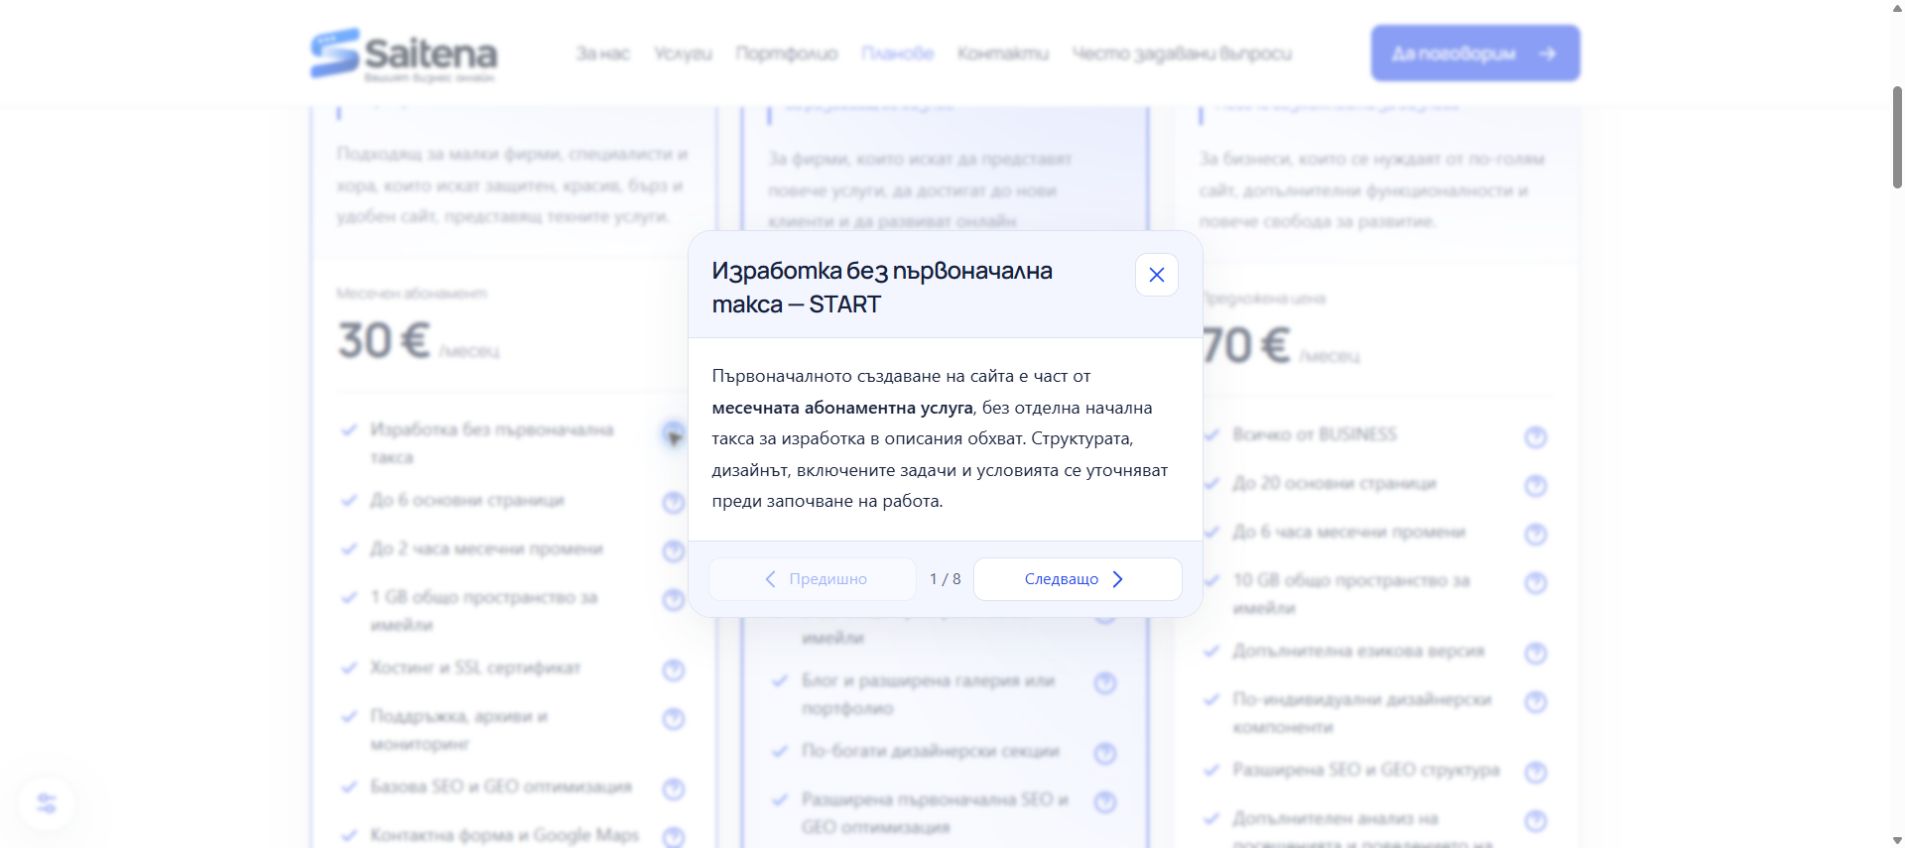 Saitena
Вашият бизнес онлайн
За нас
Услуги
Портфолио
Планове
Контакти
Често задавани въпроси
Да поговорим
Подходящ за малки фирми, специалисти и
хора, които искат защитен, красив, бърз и
удобен сайт, представящ техните услуги.
Месечен абонамент
30 € /месец
Изработка без първоначална
такса
До 6 основни страници
До 2 часа месечни промени
1 GB общо пространство за
имейли
Хостинг и SSL сертификат
Поддръжка, архиви и
мониторинг
Базова SEO и GEO оптимизация
Контактна форма и Google Maps
За фирми, които искат да представят
повече услуги, да достигат до нови
клиенти и да развиват онлайн
Изработка без първоначална
такса — START
Първоначалното създаване на сайта е част от
месечната абонаментна услуга, без отделна начална
такса за изработка в описания обхват. Структурата,
дизайнът, включените задачи и условията се уточняват
преди започване на работа.
Предишно
1 / 8
Следващо
имейли
Блог и разширена галерия или
портфолио
По-богати дизайнерски секции
Разширена първоначална SEO и
GEO оптимизация
За бизнеси, които се нуждаят от по-голям
сайт, допълнителни функционалности и
повече свобода за развитие.
Предложена цена
70 € /месец
Всичко от BUSINESS
До 20 основни страници
До 6 часа месечни промени
10 GB общо пространство за
имейли
Допълнителна езикова версия
По-индивидуални дизайнерски
компоненти
Разширена SEO и GEO структура
Допълнителен анализ на
посещенията и поведението на